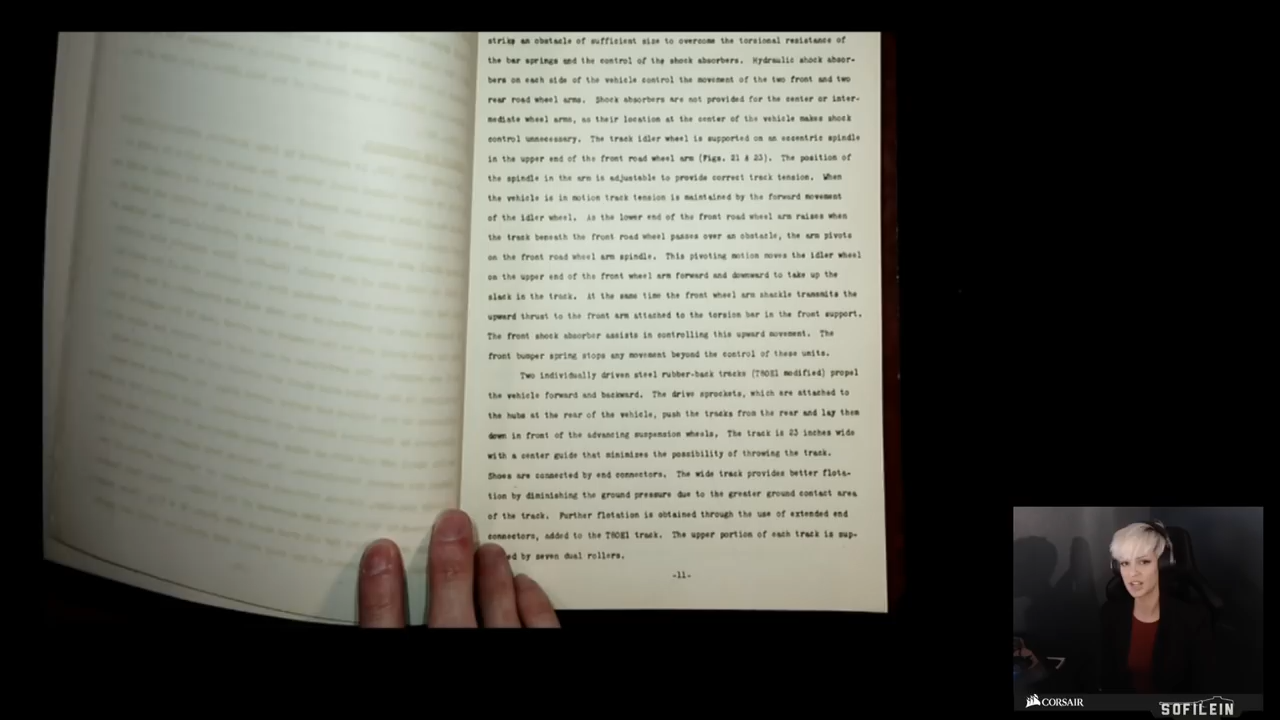 strike an obstacle of sufficient size to overcome the torsional resistance of
the bar springs and the control of the shock absorbers. Hydraulic shock absor-
bers on each side of the vehicle control the movement of the two front and two
rear road wheel arms. Shock absorbers are not provided for the center or inter-
mediate wheel arms, as their location at the center of the vehicle makes shock
control unnecessary. The track idler wheel is supported on an eccentric spindle
in the upper end of the front road wheel arm (Figs. 21 & 23). The position of
the spindle in the arm is adjustable to provide correct track tension. When
the vehicle is in motion track tension is maintained by the forward movement
of the idler wheel. As the lower end of the front road wheel arm raises when
the track beneath the front road wheel passes over an obstacle, the arm pivots
on the front road wheel arm spindle. This pivoting motion moves the idler wheel
on the upper end of the front wheel arm forward and downward to take up the
slack in the track. At the same time the front wheel arm shackle transmits the
upward thrust to the front arm attached to the torsion bar in the front support.
The front shock absorber assists in controlling this upward movement. The
front bumper spring stops any movement beyond the control of these units.
Two individually driven steel rubber-back tracks (T80E1 modified) propel
the vehicle forward and backward. The drive sprockets, which are attached to
the hubs at the rear of the vehicle, push the tracks from the rear and lay them
down in front of the advancing suspension wheels. The track is 23 inches wide
with a center guide that minimizes the possibility of throwing the track.
Shoes are connected by end connectors. The wide track provides better flota-
tion by diminishing the ground pressure due to the greater ground contact area
of the track. Further flotation is obtained through the use of extended end
connectors, added to the T80E1 track. The upper portion of each track is sup-
ed by seven dual rollers.
-11-
CORSAIR
SOFILEIN